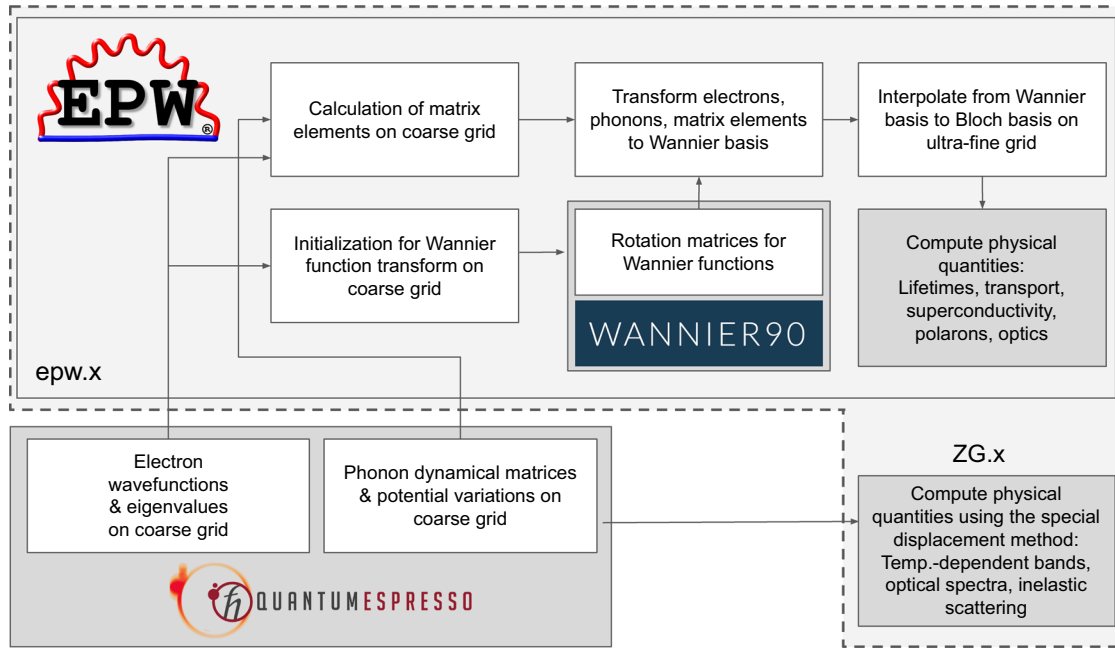 EPW
®
Calculation of matrix
elements on coarse grid
Transform electrons,
phonons, matrix elements
to Wannier basis
Interpolate from Wannier
basis to Bloch basis on
ultra-fine grid
Initialization for Wannier
function transform on
coarse grid
Rotation matrices for
Wannier functions
WANNIER90
Compute physical
quantities:
Lifetimes, transport,
superconductivity,
polarons, optics
epw.x
Electron
wavefunctions
& eigenvalues
on coarse grid
Phonon dynamical matrices
& potential variations on
coarse grid
ħ QUANTUMESPRESSO
ZG.x
Compute physical
quantities using the special
displacement method:
Temp.-dependent bands,
optical spectra, inelastic
scattering